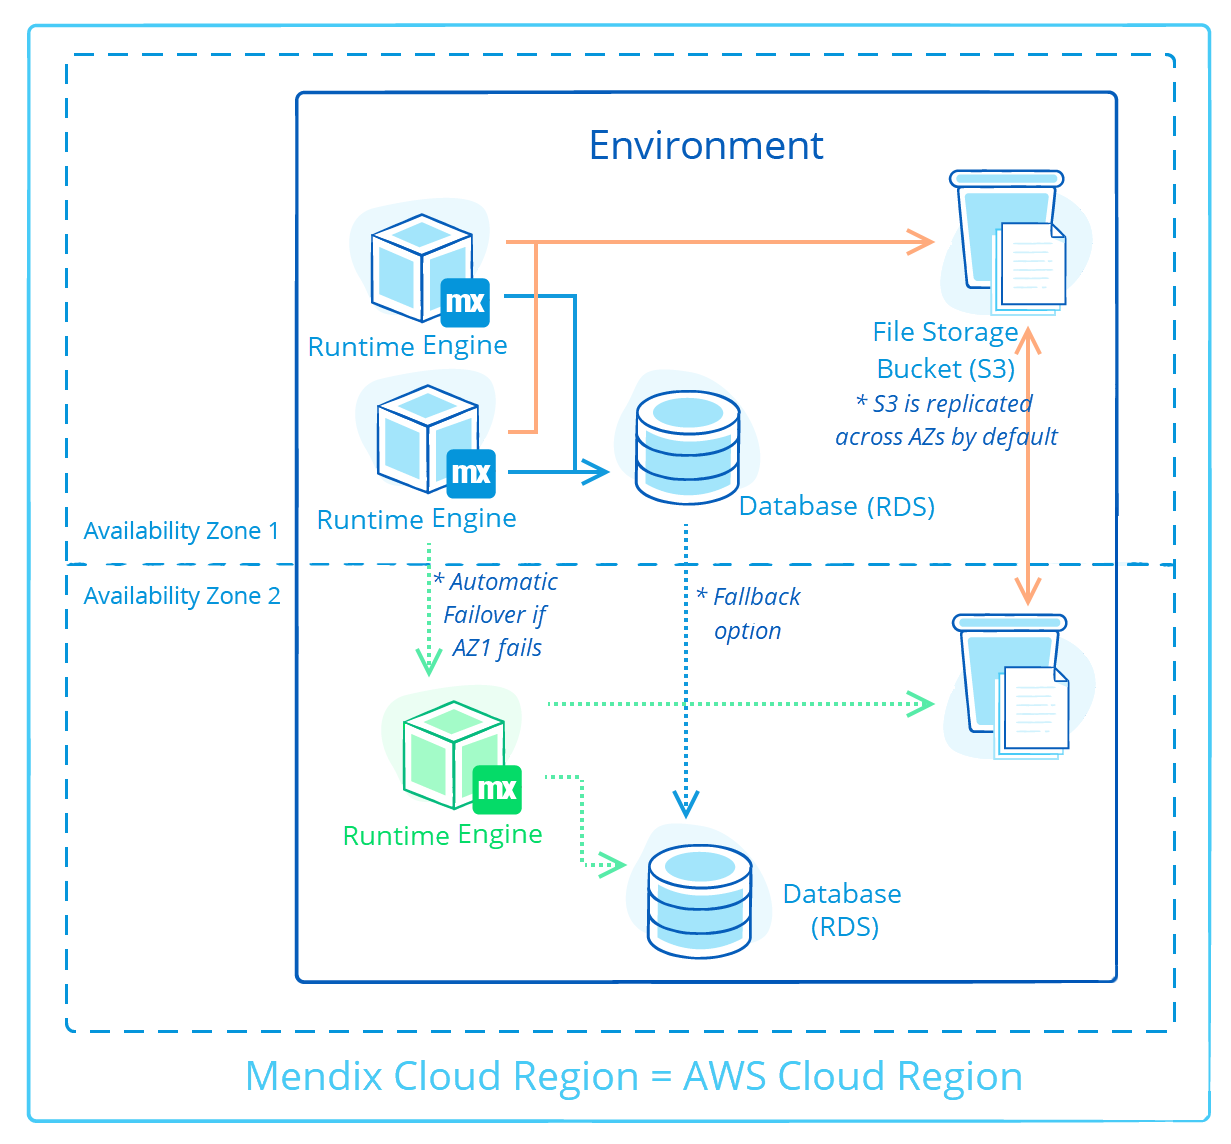 Environment
mx
Runtime Engine
mx
Runtime Engine
File Storage
Bucket (S3)
* S3 is replicated
across AZs by default
Database (RDS)
Availability Zone 1
Availability Zone 2
* Automatic
Failover if
AZ1 fails
* Fallback
option
mx
Runtime Engine
Database
(RDS)
Mendix Cloud Region = AWS Cloud Region